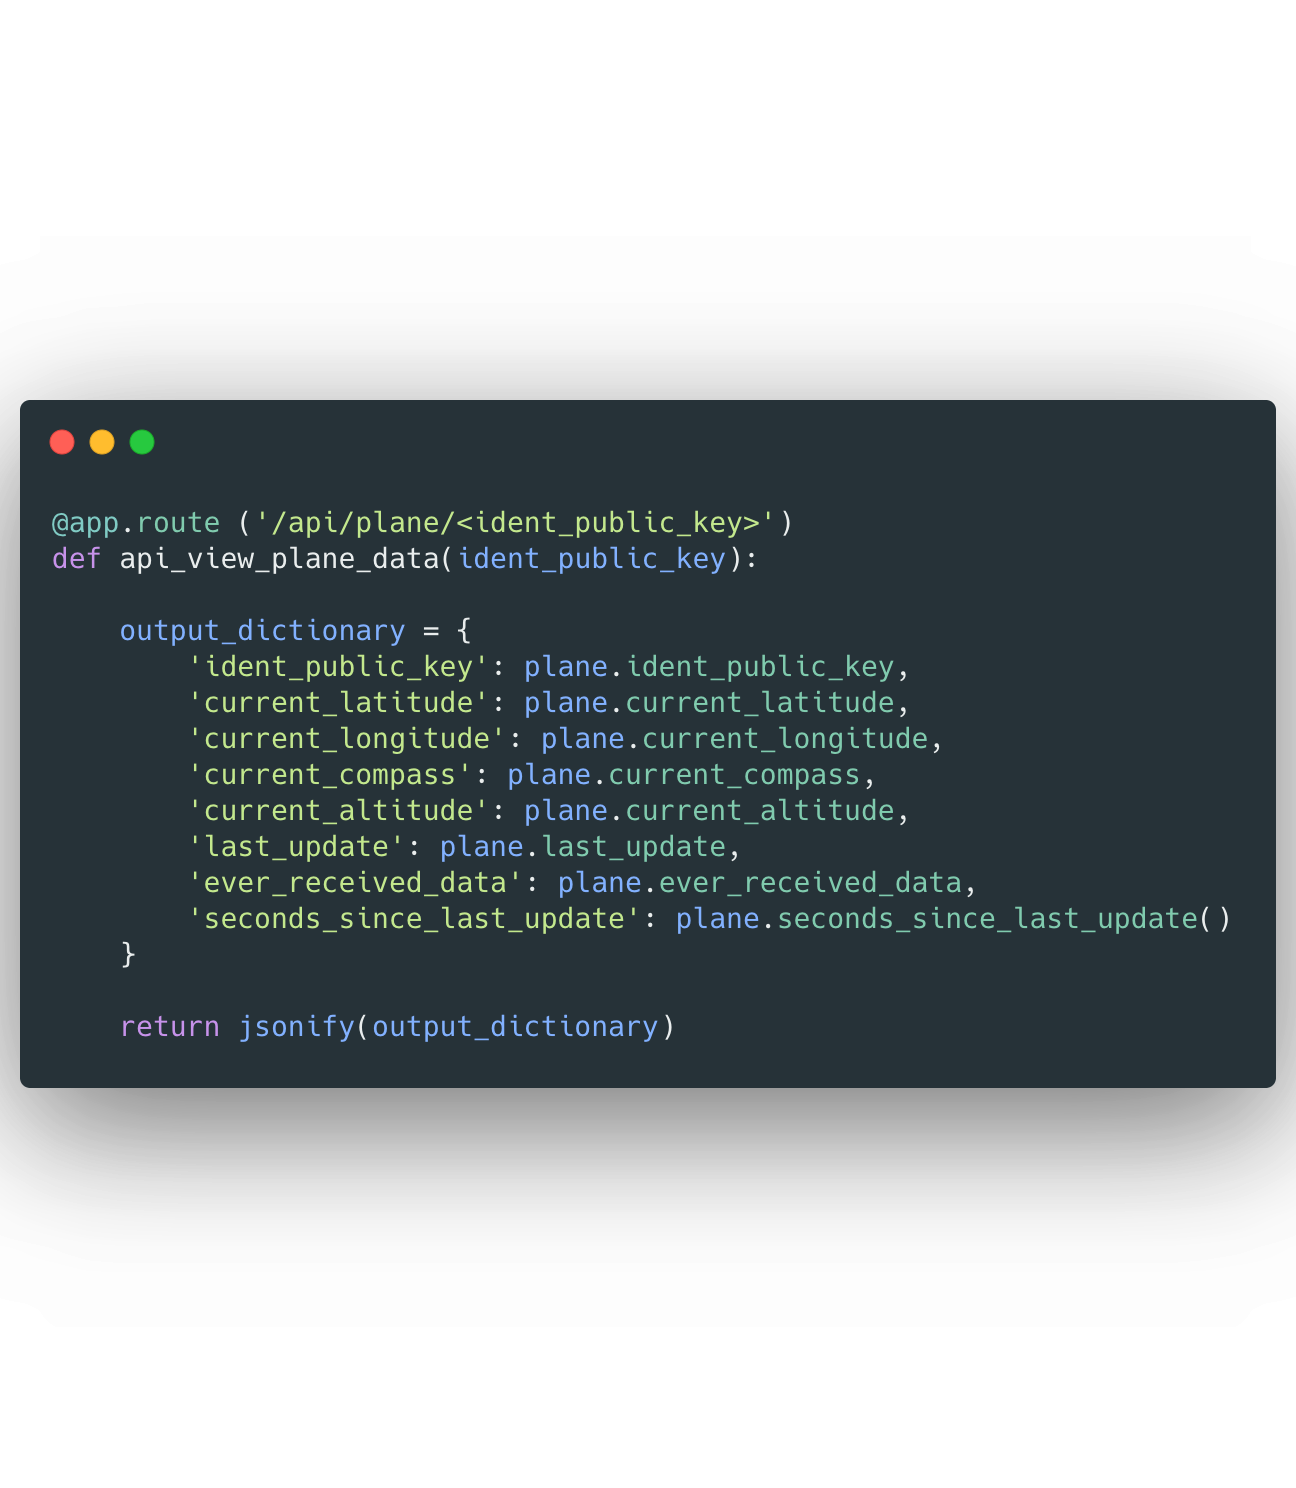 @app.route ('/api/plane/<ident_public_key>')
def api_view_plane_data(ident_public_key):

    output_dictionary = {
        'ident_public_key': plane.ident_public_key,
        'current_latitude': plane.current_latitude,
        'current_longitude': plane.current_longitude,
        'current_compass': plane.current_compass,
        'current_altitude': plane.current_altitude,
        'last_update': plane.last_update,
        'ever_received_data': plane.ever_received_data,
        'seconds_since_last_update': plane.seconds_since_last_update()
    }

    return jsonify(output_dictionary)